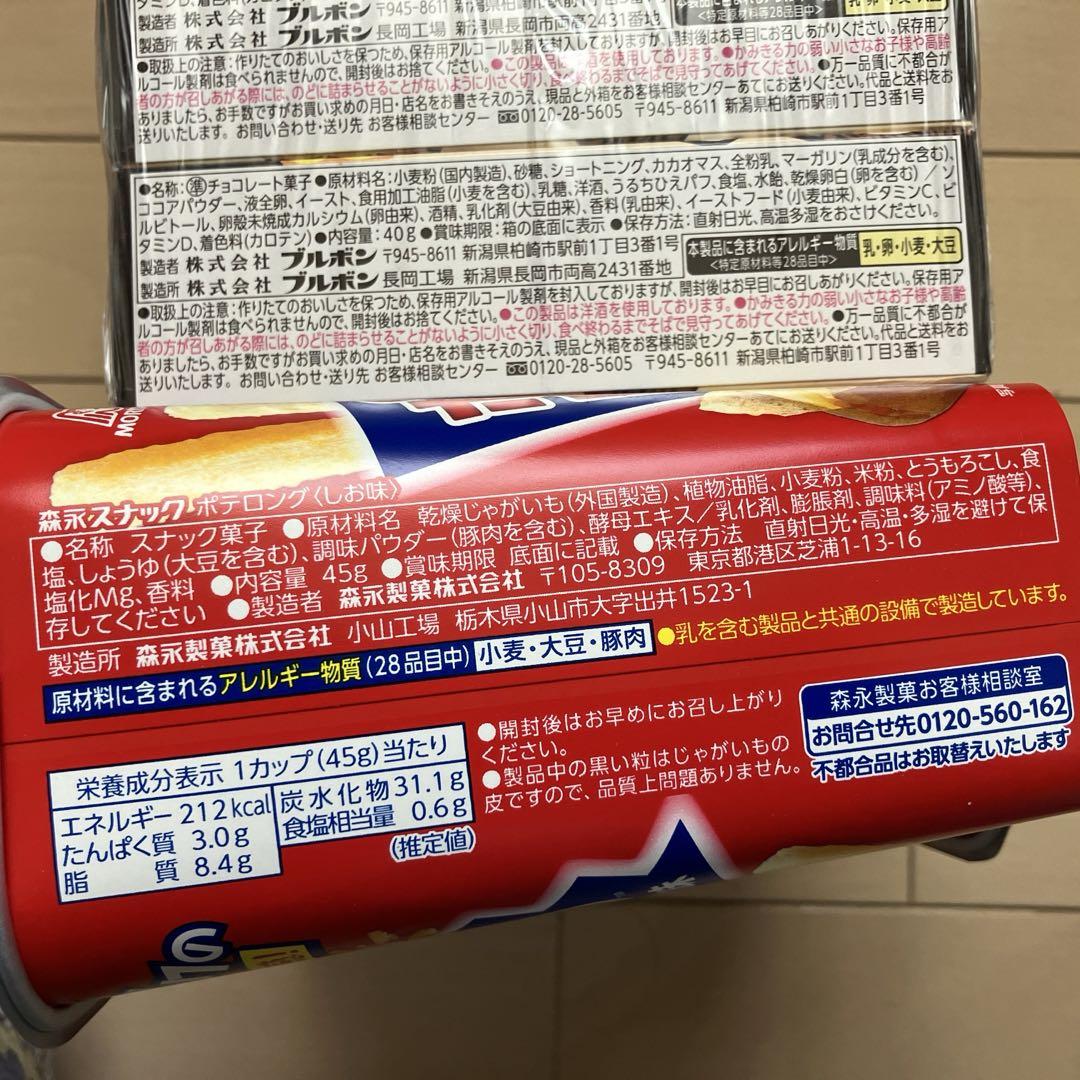 製造者 株式会社 ブルボン 〒945-8611 新潟県柏崎市駅前1丁目3番1号
製造所 株式会社 ブルボン 長岡工場 新潟県長岡市両高2431番地
本製品に含まれるアレルギー物質
<特定原材料等28品目中>
乳・卵・小麦・大豆
●取扱上の注意：作りたてのおいしさを保つため、保存用アルコール製剤を封入しておりますが、開封後はお早目にお召しあがりください。保存用ア
ルコール製剤は食べられませんので、開封後はお捨てください。●この製品は洋酒を使用しております。●かみきる力の弱い小さなお子様や高齢
者の方が召しあがる際には、のどに詰まらせることがないように小さく切り、食べ終わるまでそばで見守ってあげてください。●万一品質に不都合が
ありましたら、お手数ですがお買い求めの月日・店名をお書きそえのうえ、現品と外箱をお客様相談センターあてにお送りください。代品と送料をお
送りいたします。 お問い合わせ・送り先 お客様相談センター 0120-28-5605 〒945-8611 新潟県柏崎市駅前1丁目3番1号
●名称：準チョコレート菓子 ●原材料名：小麦粉(国内製造)、砂糖、ショートニング、カカオマス、全粉乳、マーガリン(乳成分を含む)、
ココアパウダー、液全卵、イースト、食用加工油脂(小麦を含む)、乳糖、洋酒、うるちひえパフ、食塩、水飴、乾燥卵白(卵を含む)／ソ
ルビトール、卵殻未焼成カルシウム(卵由来)、酒精、乳化剤(大豆由来)、香料(乳由来)、イーストフード(小麦由来)、ビタミンC、ビ
タミンD、着色料(カロテン) ●内容量：40g ●賞味期限：箱の底面に表示 ●保存方法：直射日光、高温多湿をおさけください。
製造者 株式会社 ブルボン 〒945-8611 新潟県柏崎市駅前1丁目3番1号
製造所 株式会社 ブルボン 長岡工場 新潟県長岡市両高2431番地
本製品に含まれるアレルギー物質
<特定原材料等28品目中>
乳・卵・小麦・大豆
●取扱上の注意：作りたてのおいしさを保つため、保存用アルコール製剤を封入しておりますが、開封後はお早目にお召しあがりください。保存用ア
ルコール製剤は食べられませんので、開封後はお捨てください。●この製品は洋酒を使用しております。●かみきる力の弱い小さなお子様や高齢
者の方が召しあがる際には、のどに詰まらせることがないように小さく切り、食べ終わるまでそばで見守ってあげてください。●万一品質に不都合が
ありましたら、お手数ですがお買い求めの月日・店名をお書きそえのうえ、現品と外箱をお客様相談センターあてにお送りください。代品と送料をお
送りいたします。 お問い合わせ・送り先 お客様相談センター 0120-28-5605 〒945-8611 新潟県柏崎市駅前1丁目3番1号
森永スナック ポテロング〈しお味〉
●名称 スナック菓子 ●原材料名 乾燥じゃがいも(外国製造)、植物油脂、小麦粉、米粉、とうもろこし、食
塩、しょうゆ(大豆を含む)、調味パウダー(豚肉を含む)、酵母エキス／乳化剤、膨脹剤、調味料(アミノ酸等)、
塩化Mg、香料 ●内容量 45g ●賞味期限 底面に記載 ●保存方法 直射日光・高温・多湿を避けて保
存してください ●製造者 森永製菓株式会社 〒105-8309 東京都港区芝浦1-13-16
製造所 森永製菓株式会社 小山工場 栃木県小山市大字出井1523-1
原材料に含まれるアレルギー物質(28品目中) 小麦・大豆・豚肉 ●乳を含む製品と共通の設備で製造しています。
栄養成分表示 1カップ(45g)当たり
エネルギー 212kcal
たんぱく質 3.0g
脂質 8.4g
炭水化物 31.1g
食塩相当量 0.6g
(推定値)
●開封後はお早めにお召し上がり
ください。
●製品中の黒い粒はじゃがいもの
皮ですので、品質上問題ありません。
森永製菓お客様相談室
お問合せ先0120-560-162
不都合品はお取替えいたします